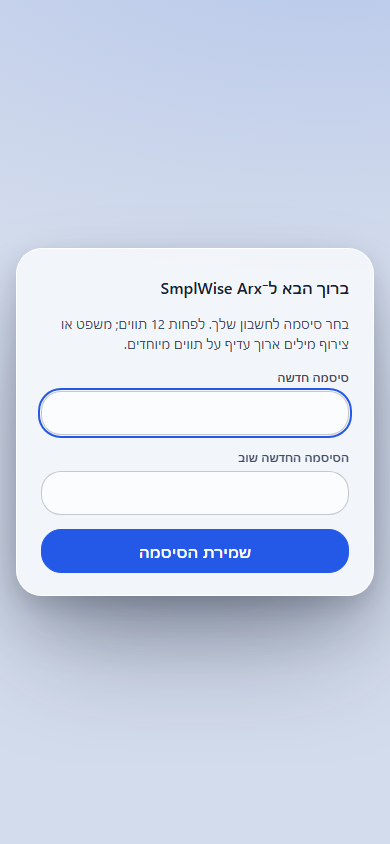 ברוך הבא ל־SmplWise Arx
בחר סיסמה לחשבון שלך. לפחות 12 תווים; משפט או
צירוף מילים ארוך עדיף על תווים מיוחדים.
סיסמה חדשה
הסיסמה החדשה שוב
שמירת הסיסמה